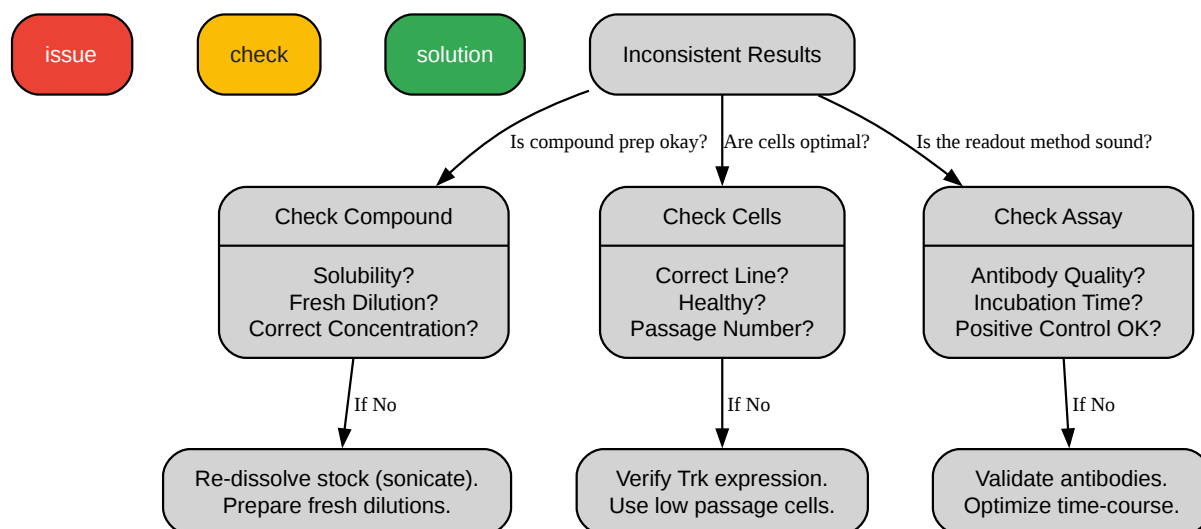 issue
check
solution
Inconsistent Results
Is compound prep okay?
Are cells optimal?
Is the readout method sound?
Check Compound
Solubility?
Fresh Dilution?
Correct Concentration?
Check Cells
Correct Line?
Healthy?
Passage Number?
Check Assay
Antibody Quality?
Incubation Time?
Positive Control OK?
If No
If No
If No
Re-dissolve stock (sonicate).
Prepare fresh dilutions.
Verify Trk expression.
Use low passage cells.
Validate antibodies.
Optimize time-course.